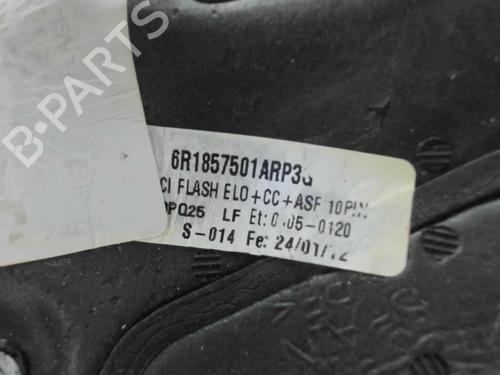 B-PARTS
6R1857501ARP3G
CI FLASH ELO+CC+ASF 10PIN
PQ25 LF Et: 0.05-0120
S-014 Fe: 24/01/12